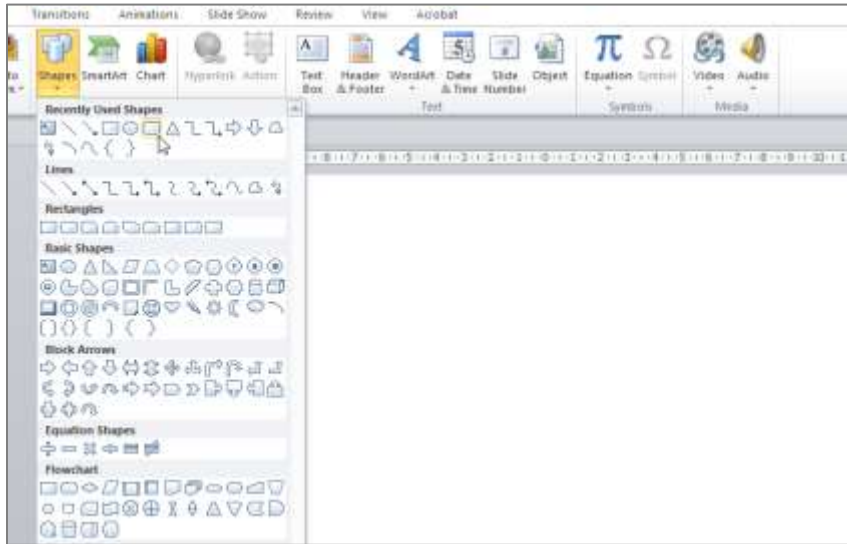 Transitions Animations Slide Show Review View Acrobat
Shapes SmartArt Chart Hyperlink Action Text Box Header & Footer WordArt Date & Time Slide Number Object Equation Symbol Video Audio
Text Symbols Media
Recently Used Shapes
Lines
Rectangles
Basic Shapes
Block Arrows
Equation Shapes
Flowchart